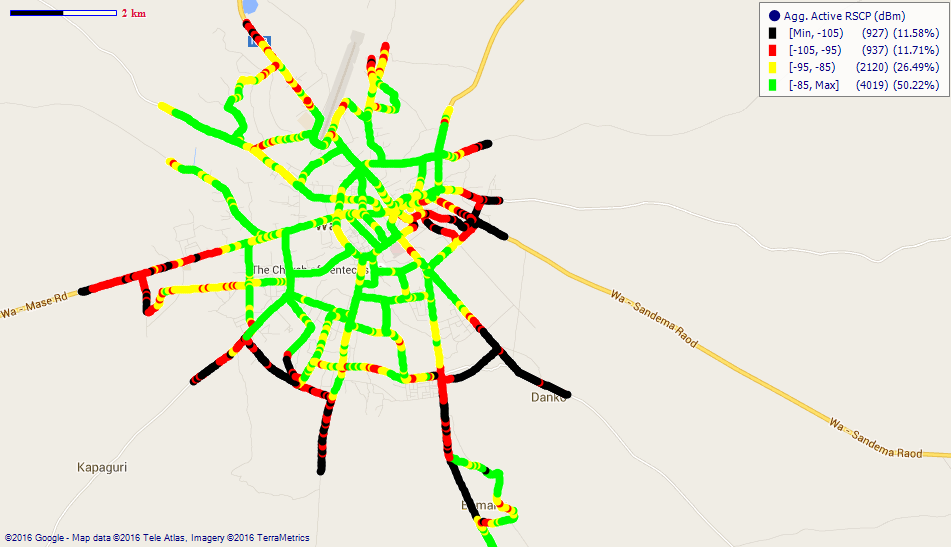 2 km
Agg. Active RSCP (dBm)
[Min, -105) (927) (11.58%)
[-105, -95) (937) (11.71%)
[-95, -85) (2120) (26.49%)
[-85, Max] (4019) (50.22%)
The Church of Pentecos
Wa - Mase Rd
Wa - Sandema Raod
Danko
Wa - Sandema Raod
Kapaguri
©2016 Google - Map data ©2016 Tele Atlas, Imagery ©2016 TerraMetrics